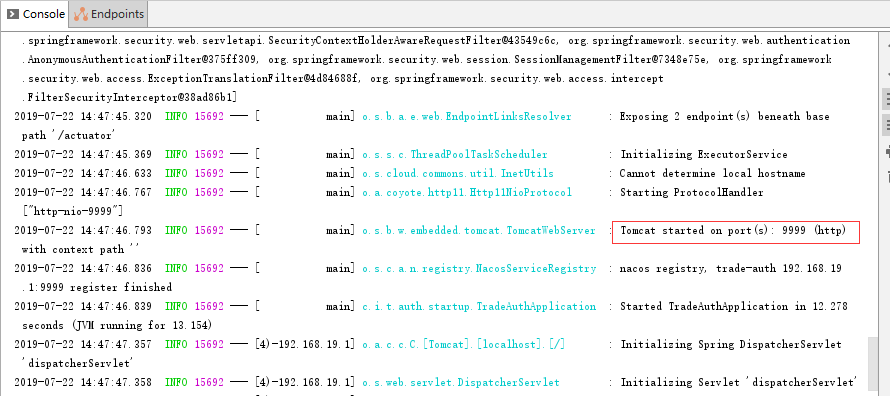 Console Endpoints
.springframework.security.web.servletapi.SecurityContextHolderAwareRequestFilter@43549c6c, org.springframework.security.web.authentication
.AnonymousAuthenticationFilter@375ff309, org.springframework.security.web.session.SessionManagementFilter@7348e75e, org.springframework
.security.web.access.ExceptionTranslationFilter@4d84688f, org.springframework.security.web.access.intercept
.FilterSecurityInterceptor@38ad86b1]
2019-07-22 14:47:45.320 INFO 15692 --- [ main] o.s.b.a.e.web.EndpointLinksResolver : Exposing 2 endpoint(s) beneath base
path '/actuator'
2019-07-22 14:47:45.369 INFO 15692 --- [ main] o.s.s.c.ThreadPoolTaskScheduler : Initializing ExecutorService
2019-07-22 14:47:46.633 INFO 15692 --- [ main] o.s.cloud.commons.util.InetUtils : Cannot determine local hostname
2019-07-22 14:47:46.767 INFO 15692 --- [ main] o.a.coyote.http11.Http11NioProtocol : Starting ProtocolHandler
["http-nio-9999"]
2019-07-22 14:47:46.793 INFO 15692 --- [ main] o.s.b.w.embedded.tomcat.TomcatWebServer : Tomcat started on port(s): 9999 (http)
with context path ''
2019-07-22 14:47:46.836 INFO 15692 --- [ main] o.s.c.a.n.registry.NacosServiceRegistry : nacos registry, trade-auth 192.168.19
.1:9999 register finished
2019-07-22 14:47:46.839 INFO 15692 --- [ main] c.i.t.auth.startup.TradeAuthApplication : Started TradeAuthApplication in 12.278
seconds (JVM running for 13.154)
2019-07-22 14:47:47.357 INFO 15692 --- [4)-192.168.19.1] o.a.c.c.C.[Tomcat].[localhost].[/] : Initializing Spring DispatcherServlet
'dispatcherServlet'
2019-07-22 14:47:47.358 INFO 15692 --- [4)-192.168.19.1] o.s.web.servlet.DispatcherServlet : Initializing Servlet 'dispatcherServlet'